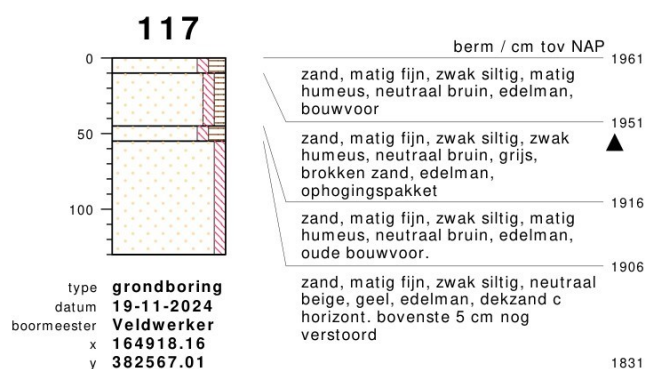 117
berm / cm tov NAP
0
1961
zand, matig fijn, zwak siltig, matig
humeus, neutraal bruin, edelman,
bouwvoor
1951
50
zand, matig fijn, zwak siltig, zwak
humeus, neutraal bruin, grijs,
brokken zand, edelman,
ophogingspakket
1916
100
zand, matig fijn, zwak siltig, matig
humeus, neutraal bruin, edelman,
oude bouwvoor.
1906
zand, matig fijn, zwak siltig, neutraal
beige, geel, edelman, dekzand c
horizont. bovenste 5 cm nog
verstoord
1831
type grondboring
datum 19-11-2024
boormeester Veldwerker
x 164918.16
y 382567.01